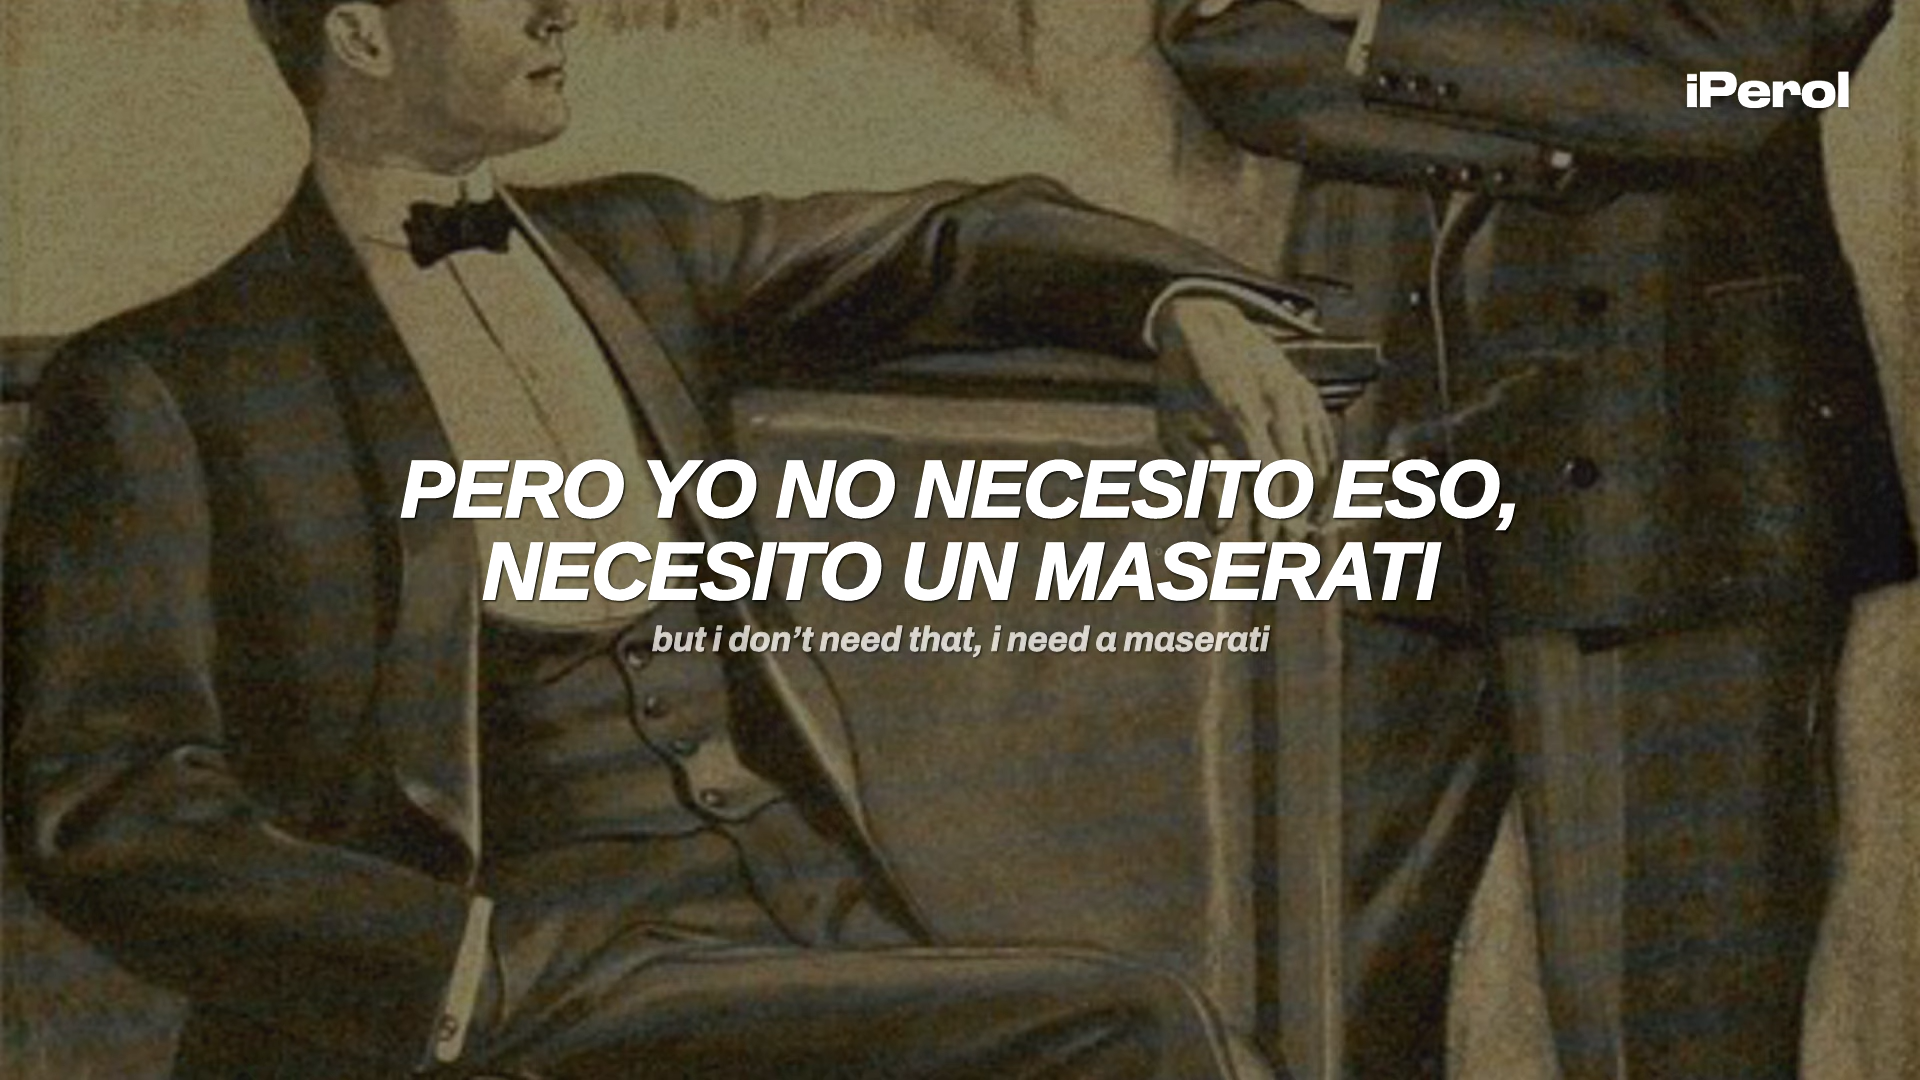 iPerol
PERO YO NO NECESITO ESO,
NECESITO UN MASERATI
but i don’t need that, i need a maserati